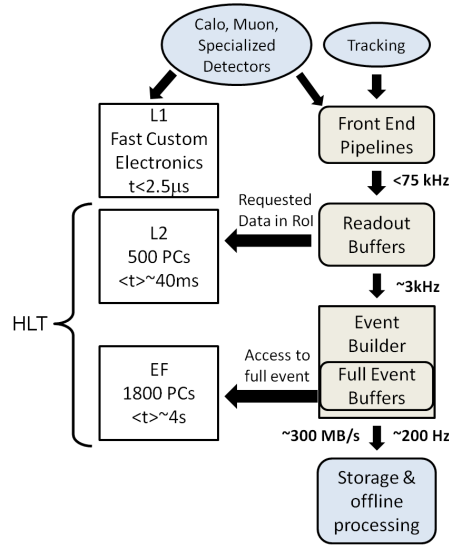 Calo, Muon,
Specialized
Detectors
Tracking
L1
Fast Custom
Electronics
t<2.5μs
Front End
Pipelines
<75 kHz
Requested
Data in RoI
L2
500 PCs
<t>~40ms
Readout
Buffers
~3kHz
HLT
Event
Builder
Full Event
Buffers
Access to
full event
EF
1800 PCs
<t>~4s
~300 MB/s
~200 Hz
Storage &
offline
processing